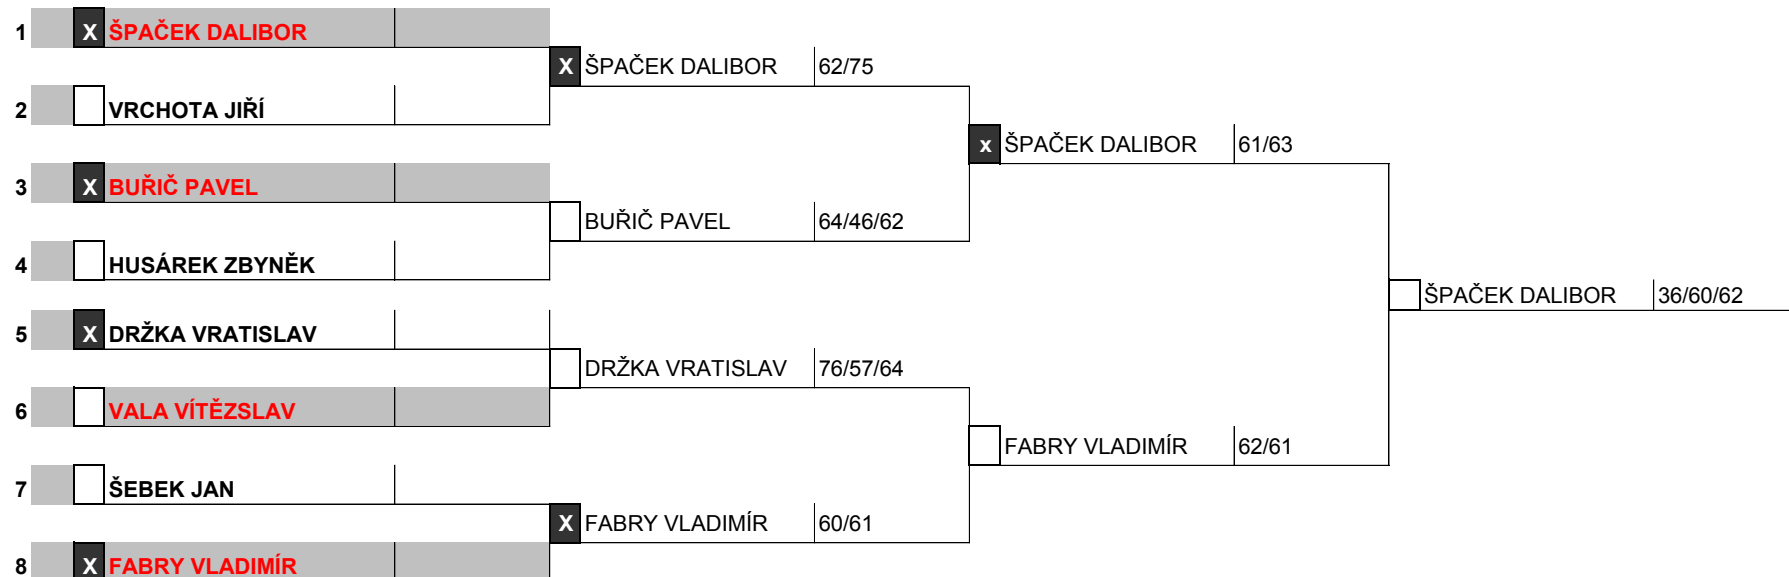 1 X ŠPAČEK DALIBOR
X ŠPAČEK DALIBOR 62/75
2 VRCHOTA JIŘÍ
x ŠPAČEK DALIBOR 61/63
3 X BUŘIČ PAVEL
BUŘIČ PAVEL 64/46/62
4 HUSÁREK ZBYNĚK
ŠPAČEK DALIBOR 36/60/62
5 X DRŽKA VRATISLAV
DRŽKA VRATISLAV 76/57/64
6 VALA VÍTĚZSLAV
FABRY VLADIMÍR 62/61
7 ŠEBEK JAN
X FABRY VLADIMÍR 60/61
8 X FABRY VLADIMÍR